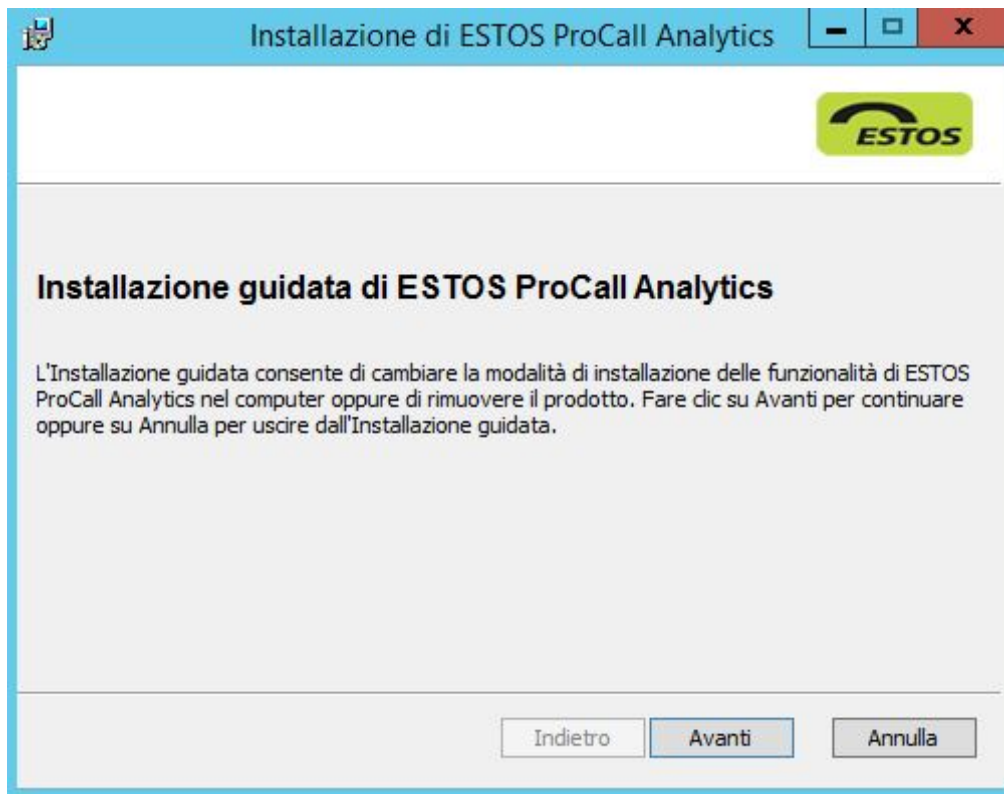 Installazione di ESTOS ProCall Analytics
ESTOS
Installazione guidata di ESTOS ProCall Analytics
L'Installazione guidata consente di cambiare la modalità di installazione delle funzionalità di ESTOS
ProCall Analytics nel computer oppure di rimuovere il prodotto. Fare clic su Avanti per continuare
oppure su Annulla per uscire dall'Installazione guidata.
Indietro Avanti Annulla